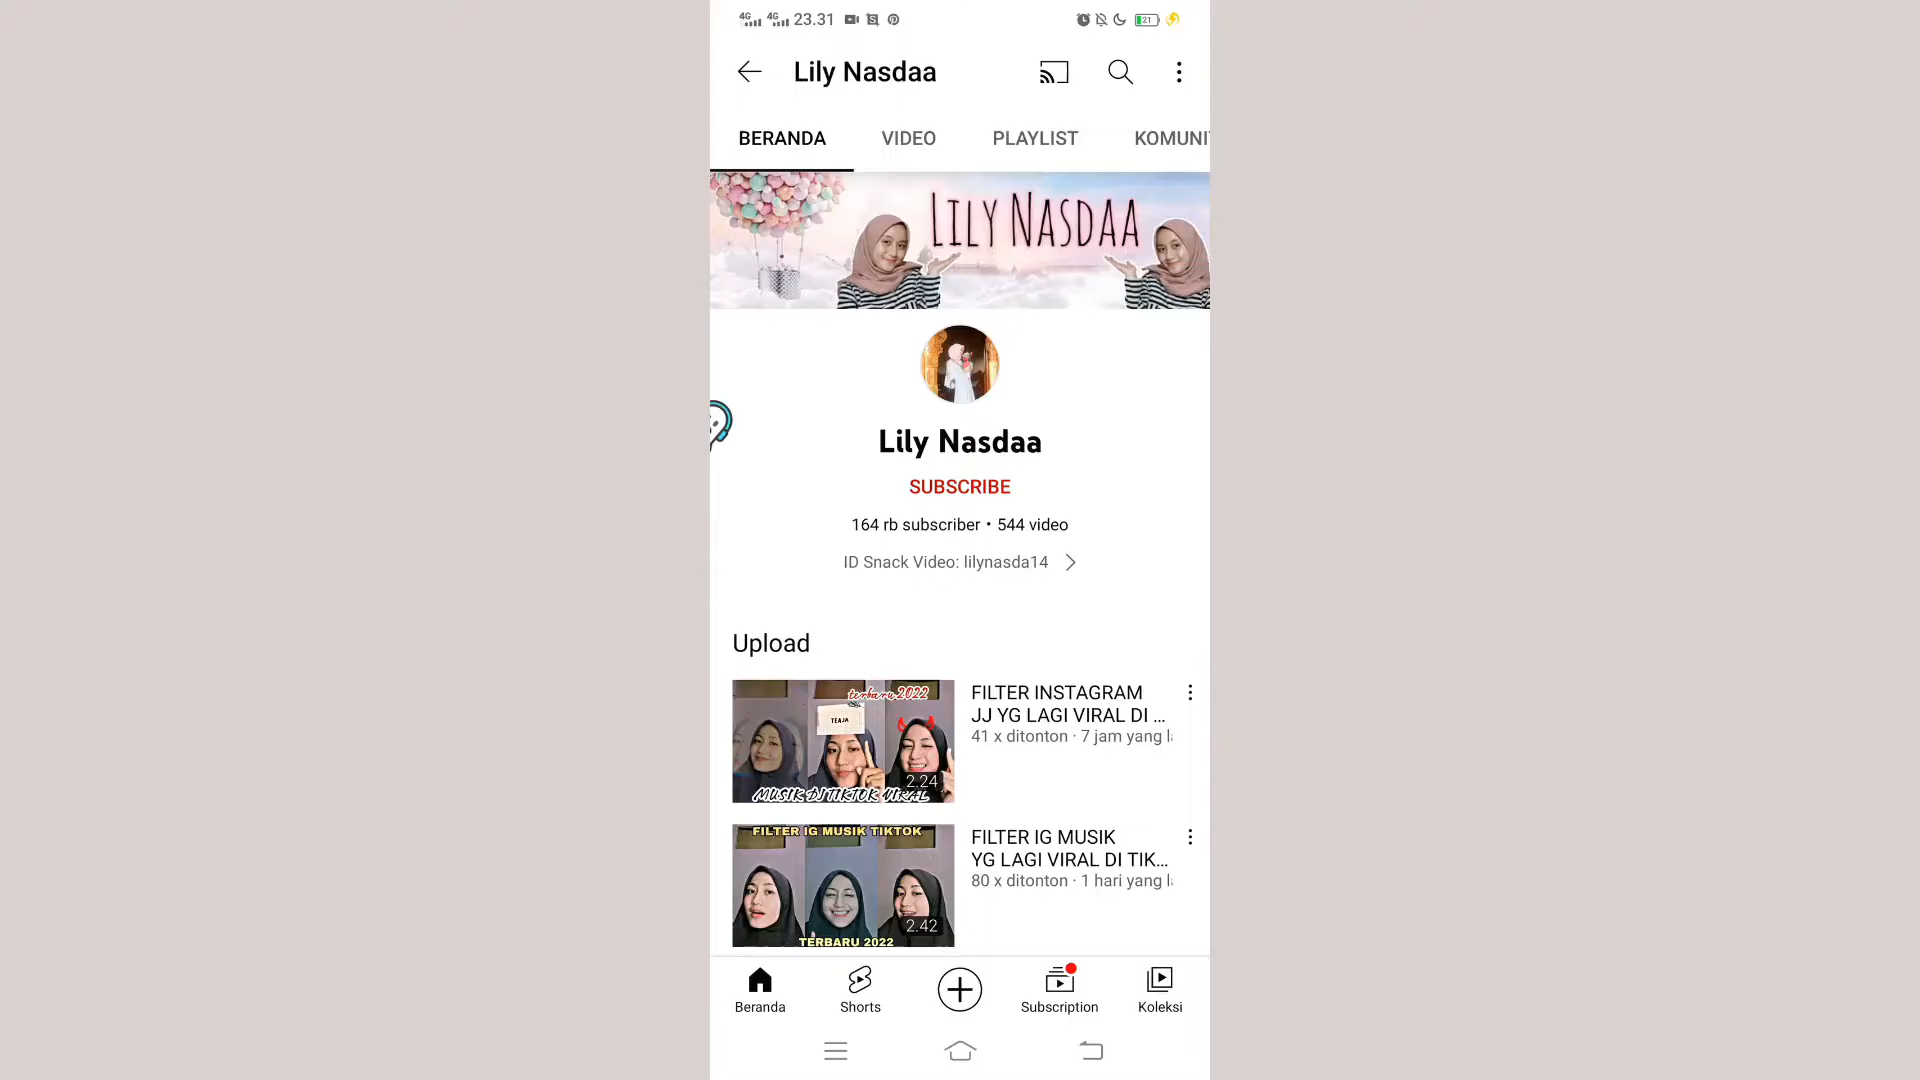 4G 4G 23.31 21
Lily Nasdaa
BERANDA VIDEO PLAYLIST KOMUNI
LILY NASDAA
Lily Nasdaa
SUBSCRIBE
164 rb subscriber • 544 video
ID Snack Video: lilynasda14
Upload
terbaru 2022
TEAJA
2.24
MUSIK DJ TIKTOK VIRAL
FILTER INSTAGRAM
JJ YG LAGI VIRAL DI ...
41 x ditonton · 7 jam yang l
FILTER IG MUSIK TIKTOK
2.42
TERBARU 2022
FILTER IG MUSIK
YG LAGI VIRAL DI TIK...
80 x ditonton · 1 hari yang l
Beranda Shorts Subscription Koleksi